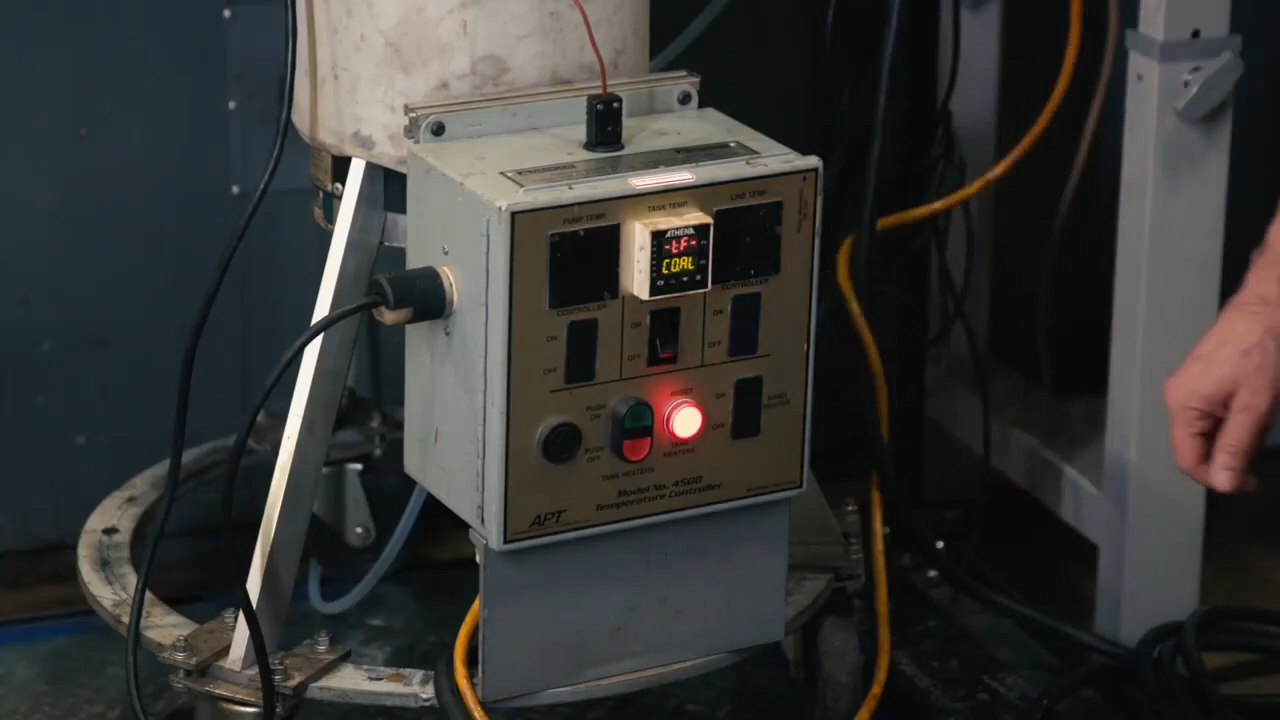 PUMP TEMP.
TANK TEMP.
LINE TEMP.
ATHENA
-tF-
COAL
CONTROLLER
CONTROLLER
ON
OFF
ON
OFF
ON
OFF
PUSH
ON
PUSH
OFF
RESET
TANK
HEATERS
ON
OFF
TANK HEATERS
Model No. 4500
Temperature Controller
APT